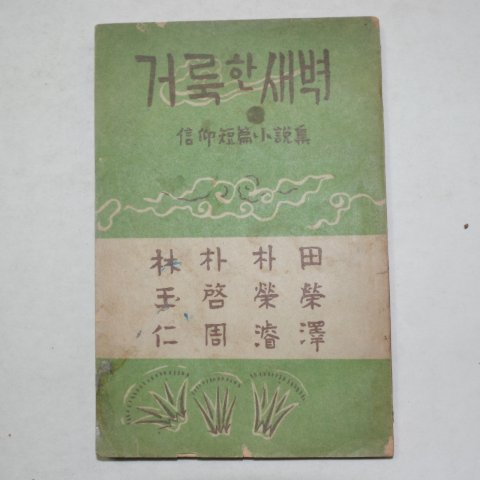 거룩한 새벽
信仰短篇小說集
田榮澤
朴榮濬
朴啓周
林玉仁